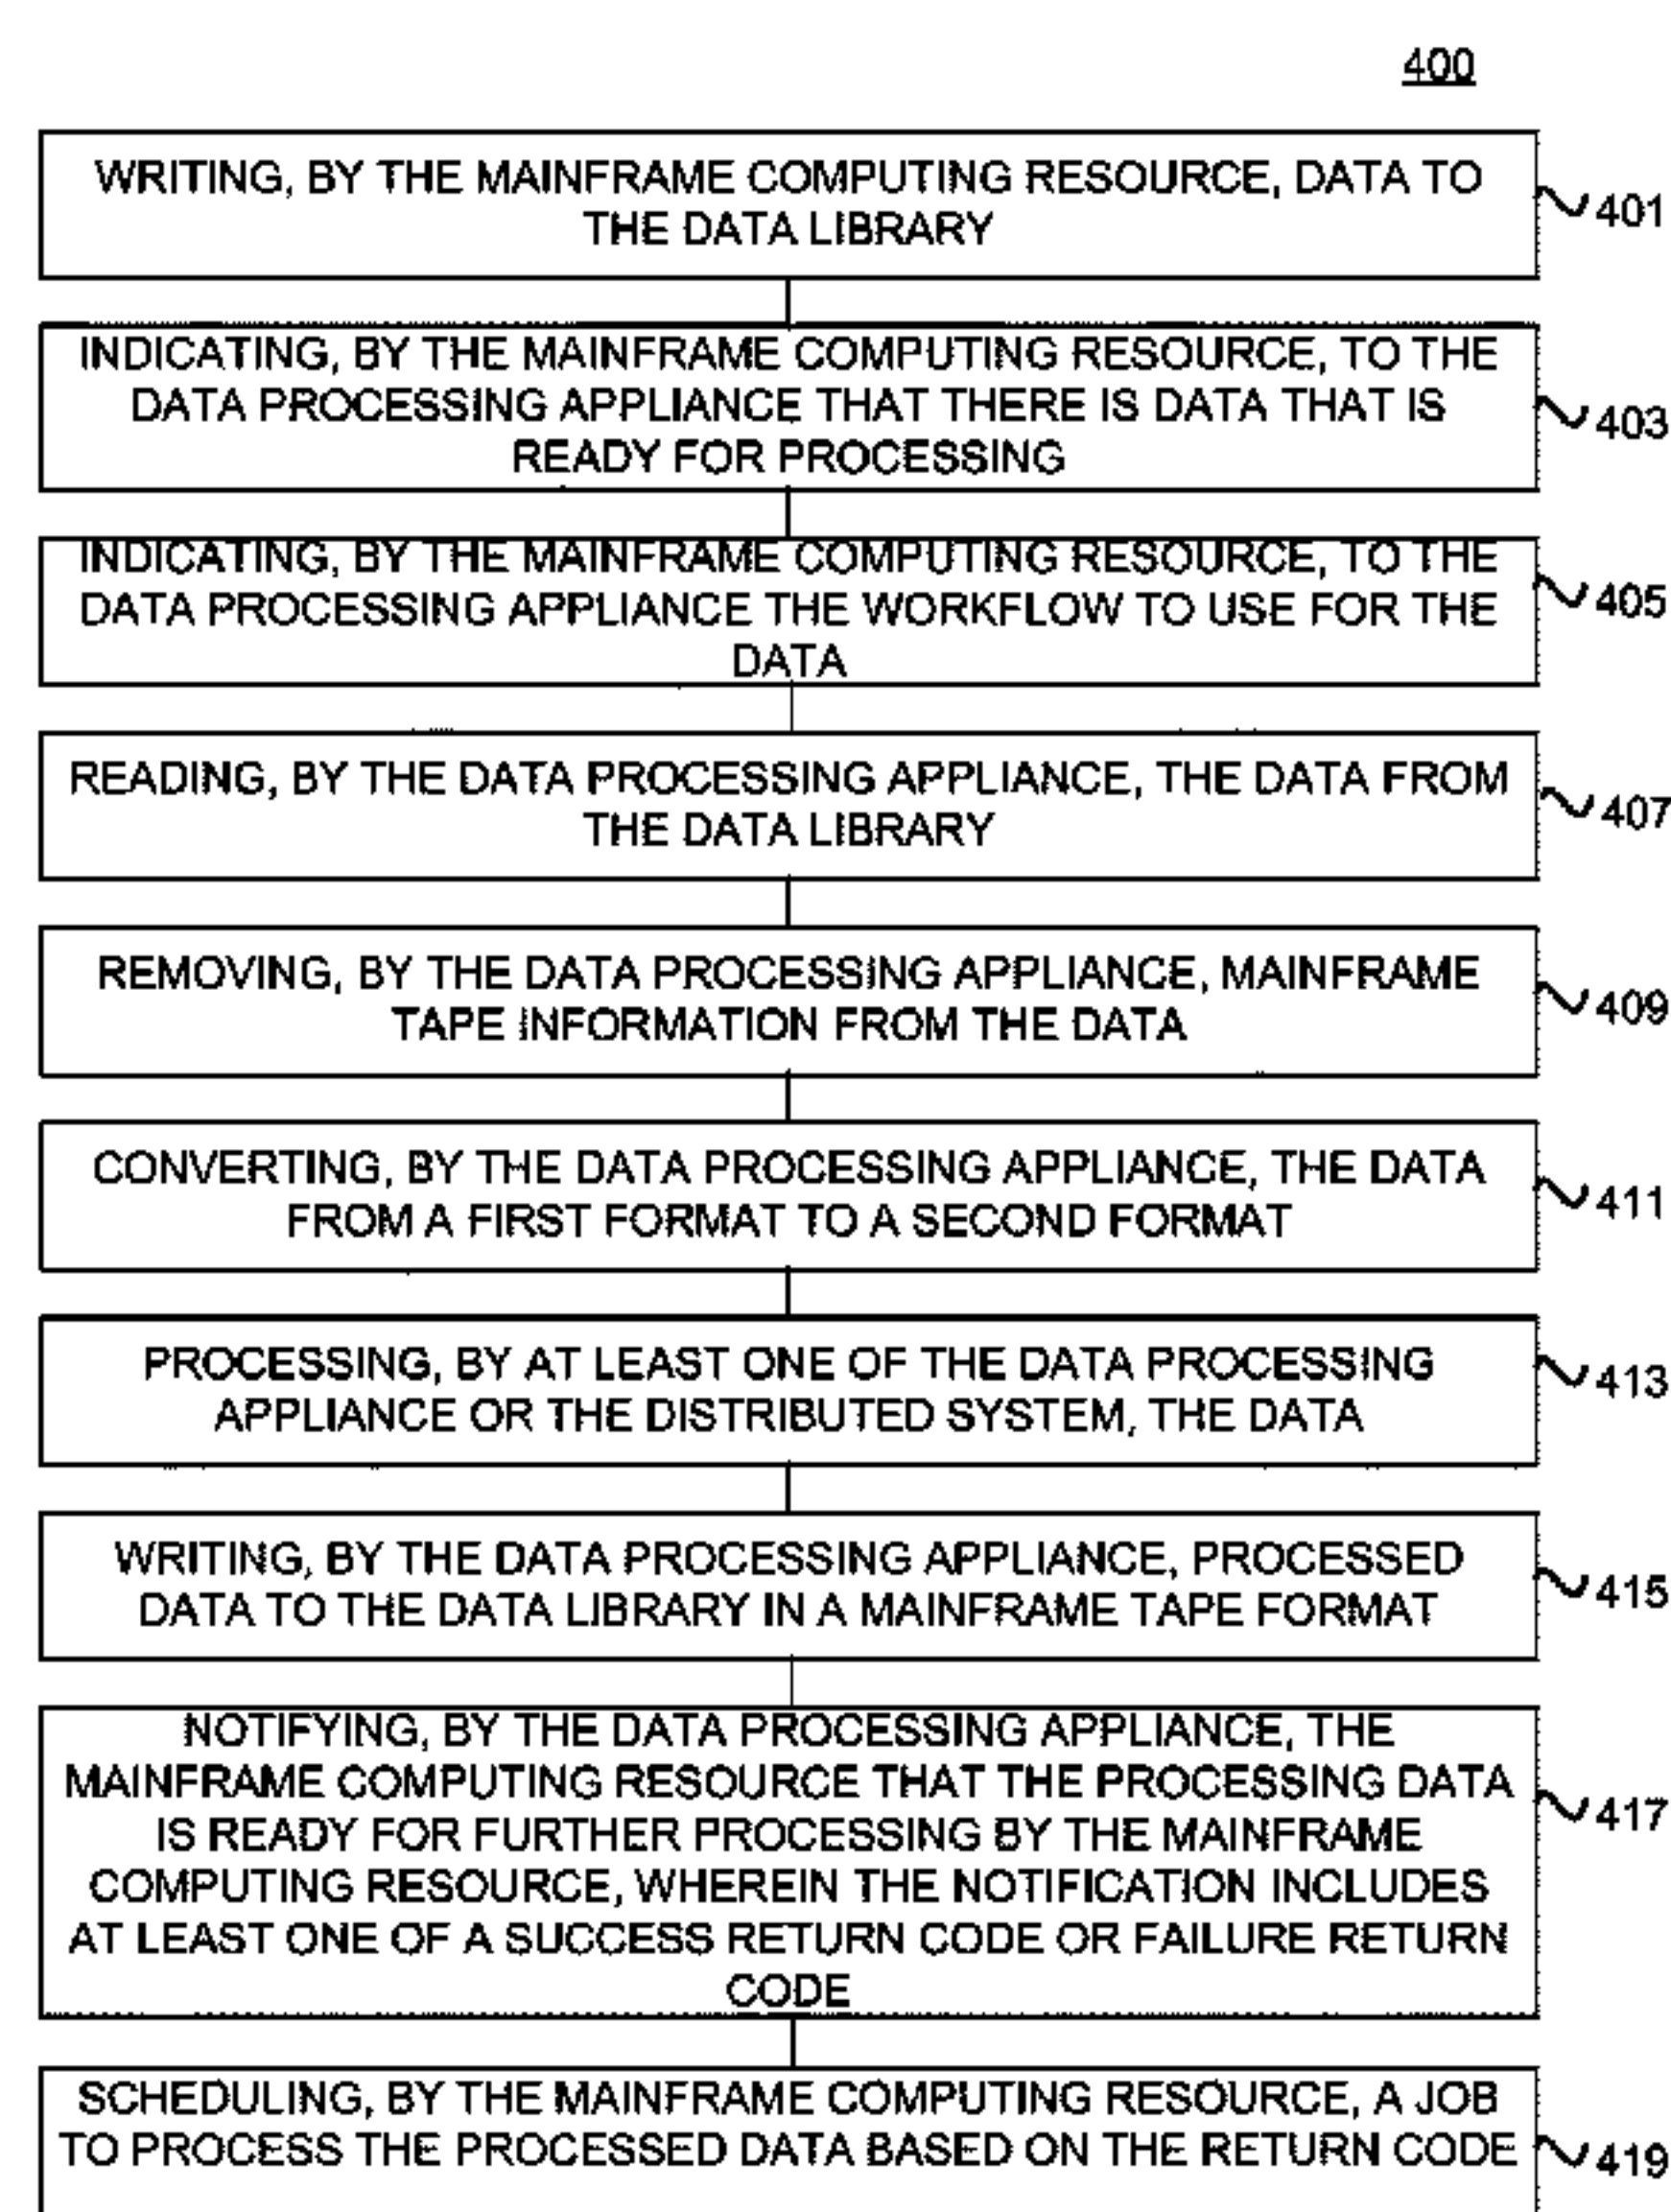 400
WRITING, BY THE MAINFRAME COMPUTING RESOURCE, DATA TO
THE DATA LIBRARY
401
INDICATING, BY THE MAINFRAME COMPUTING RESOURCE, TO THE
DATA PROCESSING APPLIANCE THAT THERE IS DATA THAT IS
READY FOR PROCESSING
403
INDICATING, BY THE MAINFRAME COMPUTING RESOURCE, TO THE
DATA PROCESSING APPLIANCE THE WORKFLOW TO USE FOR THE
DATA
405
READING, BY THE DATA PROCESSING APPLIANCE, THE DATA FROM
THE DATA LIBRARY
407
REMOVING, BY THE DATA PROCESSING APPLIANCE, MAINFRAME
TAPE INFORMATION FROM THE DATA
409
CONVERTING, BY THE DATA PROCESSING APPLIANCE, THE DATA
FROM A FIRST FORMAT TO A SECOND FORMAT
411
PROCESSING, BY AT LEAST ONE OF THE DATA PROCESSING
APPLIANCE OR THE DISTRIBUTED SYSTEM, THE DATA
413
WRITING, BY THE DATA PROCESSING APPLIANCE, PROCESSED
DATA TO THE DATA LIBRARY IN A MAINFRAME TAPE FORMAT
415
NOTIFYING, BY THE DATA PROCESSING APPLIANCE, THE
MAINFRAME COMPUTING RESOURCE THAT THE PROCESSING DATA
IS READY FOR FURTHER PROCESSING BY THE MAINFRAME
COMPUTING RESOURCE, WHEREIN THE NOTIFICATION INCLUDES
AT LEAST ONE OF A SUCCESS RETURN CODE OR FAILURE RETURN
CODE
417
SCHEDULING, BY THE MAINFRAME COMPUTING RESOURCE, A JOB
TO PROCESS THE PROCESSED DATA BASED ON THE RETURN CODE
419